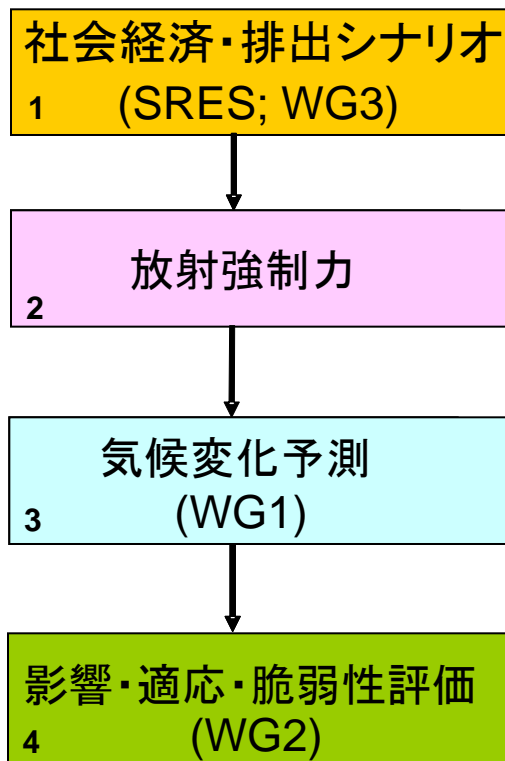 社会経済・排出シナリオ
1 (SRES; WG3)
放射強制力
2
気候変化予測
3 (WG1)
影響・適応・脆弱性評価
4 (WG2)